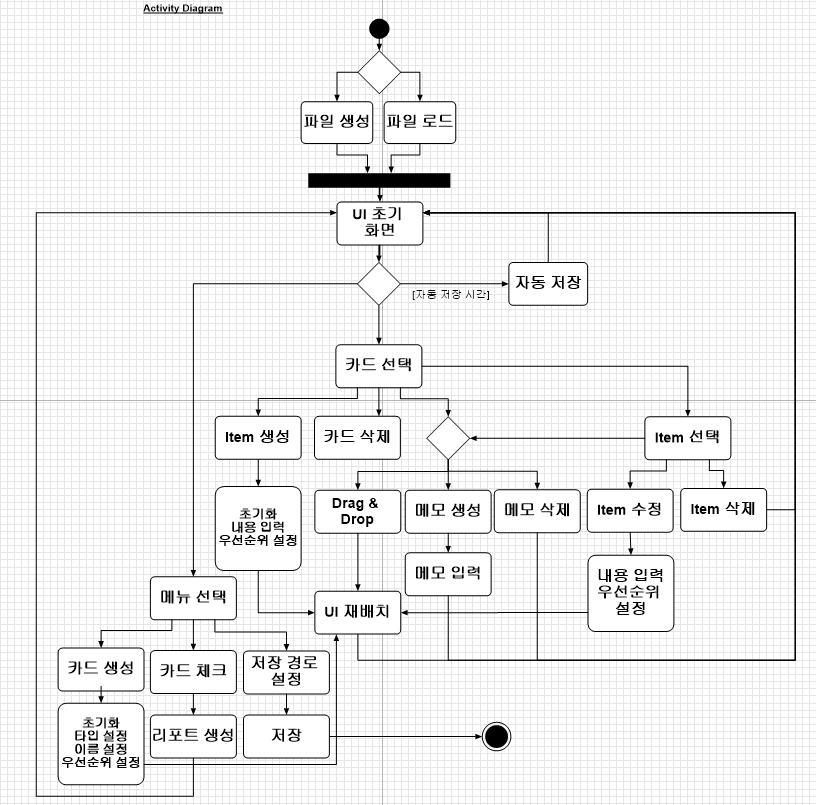 Activity Diagram
파일 생성
파일 로드
UI 초기
화면
자동 저장
[자동 저장 시간]
카드 선택
Item 생성
카드 삭제
Item 선택
초기화
내용 입력
우선순위 설정
Drag &
Drop
메모 생성
메모 삭제
Item 수정
Item 삭제
메모 입력
내용 입력
우선순위
설정
메뉴 선택
UI 재배치
카드 생성
카드 체크
저장 경로
설정
초기화
타입 설정
이름 설정
우선순위 설정
리포트 생성
저장